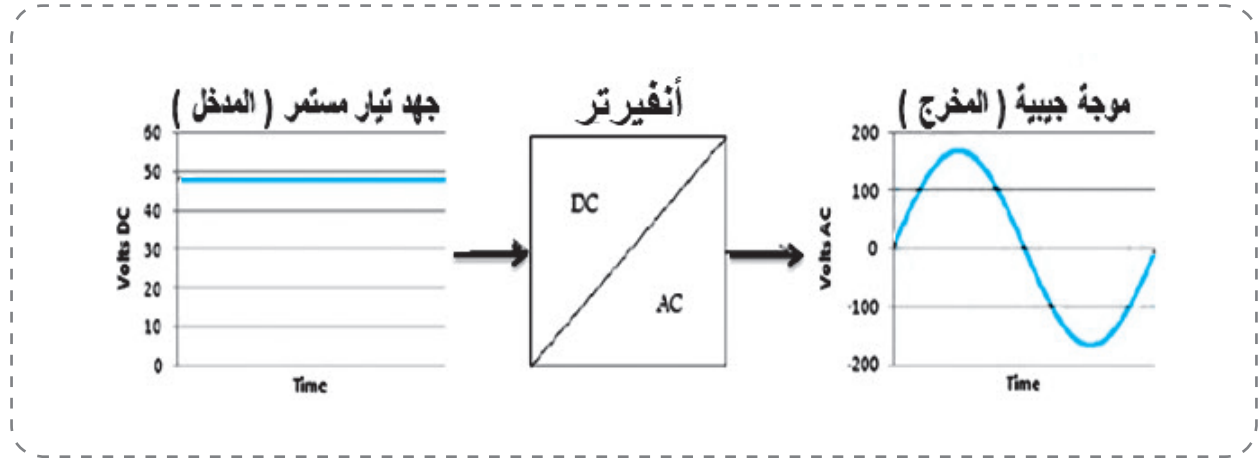 جهد تيار مستمر ( المدخل )
60
50
40
30
20
10
0
Volts DC
Time
أنفيرتر
DC
AC
موجة جيبية ( المخرج )
200
100
0
-100
-200
Volts AC
Time